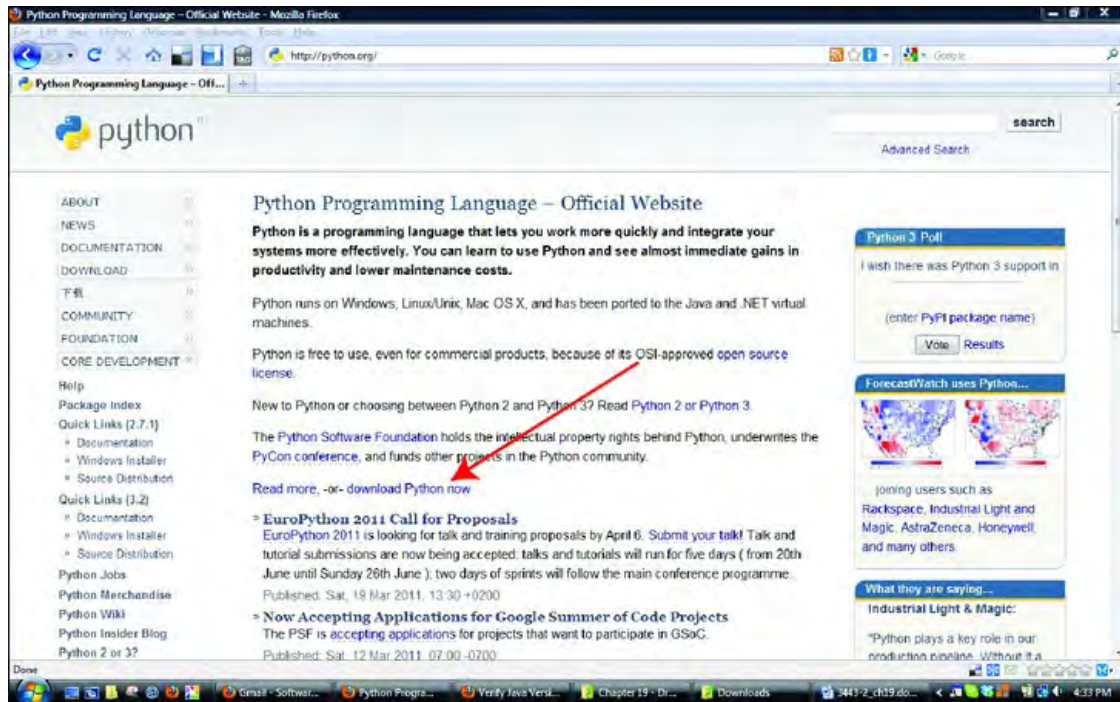 Python Programming Language – Official Website - Mozilla Firefox
File Edit View History Bookmarks Tools Help
http://python.org/
Google
Python Programming Language – Off...
python
search
Advanced Search
ABOUT
NEWS
DOCUMENTATION
DOWNLOAD
下载
COMMUNITY
FOUNDATION
CORE DEVELOPMENT
Help
Package Index
Quick Links (2.7.1)
Documentation
Windows Installer
Source Distribution
Quick Links (3.2)
Documentation
Windows Installer
Source Distribution
Python Jobs
Python Merchandise
Python Wiki
Python Insider Blog
Python 2 or 3?
Python Programming Language – Official Website
Python is a programming language that lets you work more quickly and integrate your
systems more effectively. You can learn to use Python and see almost immediate gains in
productivity and lower maintenance costs.
Python runs on Windows, Linux/Unix, Mac OS X, and has been ported to the Java and .NET virtual
machines.
Python is free to use, even for commercial products, because of its OSI-approved open source
license.
New to Python or choosing between Python 2 and Python 3? Read Python 2 or Python 3.
The Python Software Foundation holds the intellectual property rights behind Python, underwrites the
PyCon conference, and funds other projects in the Python community.
Read more, -or- download Python now
» EuroPython 2011 Call for Proposals
EuroPython 2011 is looking for talk and training proposals by April 6. Submit your talk! Talk and
tutorial submissions are now being accepted; talks and tutorials will run for five days ( from 20th
June until Sunday 26th June ); two days of sprints will follow the main conference programme.
Published: Sat, 19 Mar 2011, 13:30 +0200
» Now Accepting Applications for Google Summer of Code Projects
The PSF is accepting applications for projects that want to participate in GSoC.
Published: Sat, 12 Mar 2011, 07:00 -0700
Python 3 Poll
I wish there was Python 3 support in
(enter PyPI package name)
Vote Results
ForecastWatch uses Python...
joining users such as
Rackspace, Industrial Light and
Magic, AstraZeneca, Honeywell,
and many others.
What they are saying...
Industrial Light & Magic:
"Python plays a key role in our
production pipeline. Without it a
Done
Gmail - Softwar... Python Progra... Verify Java Versi... Chapter 19 - Dr... Downloads 3443-2_ch19.do... 4:33 PM